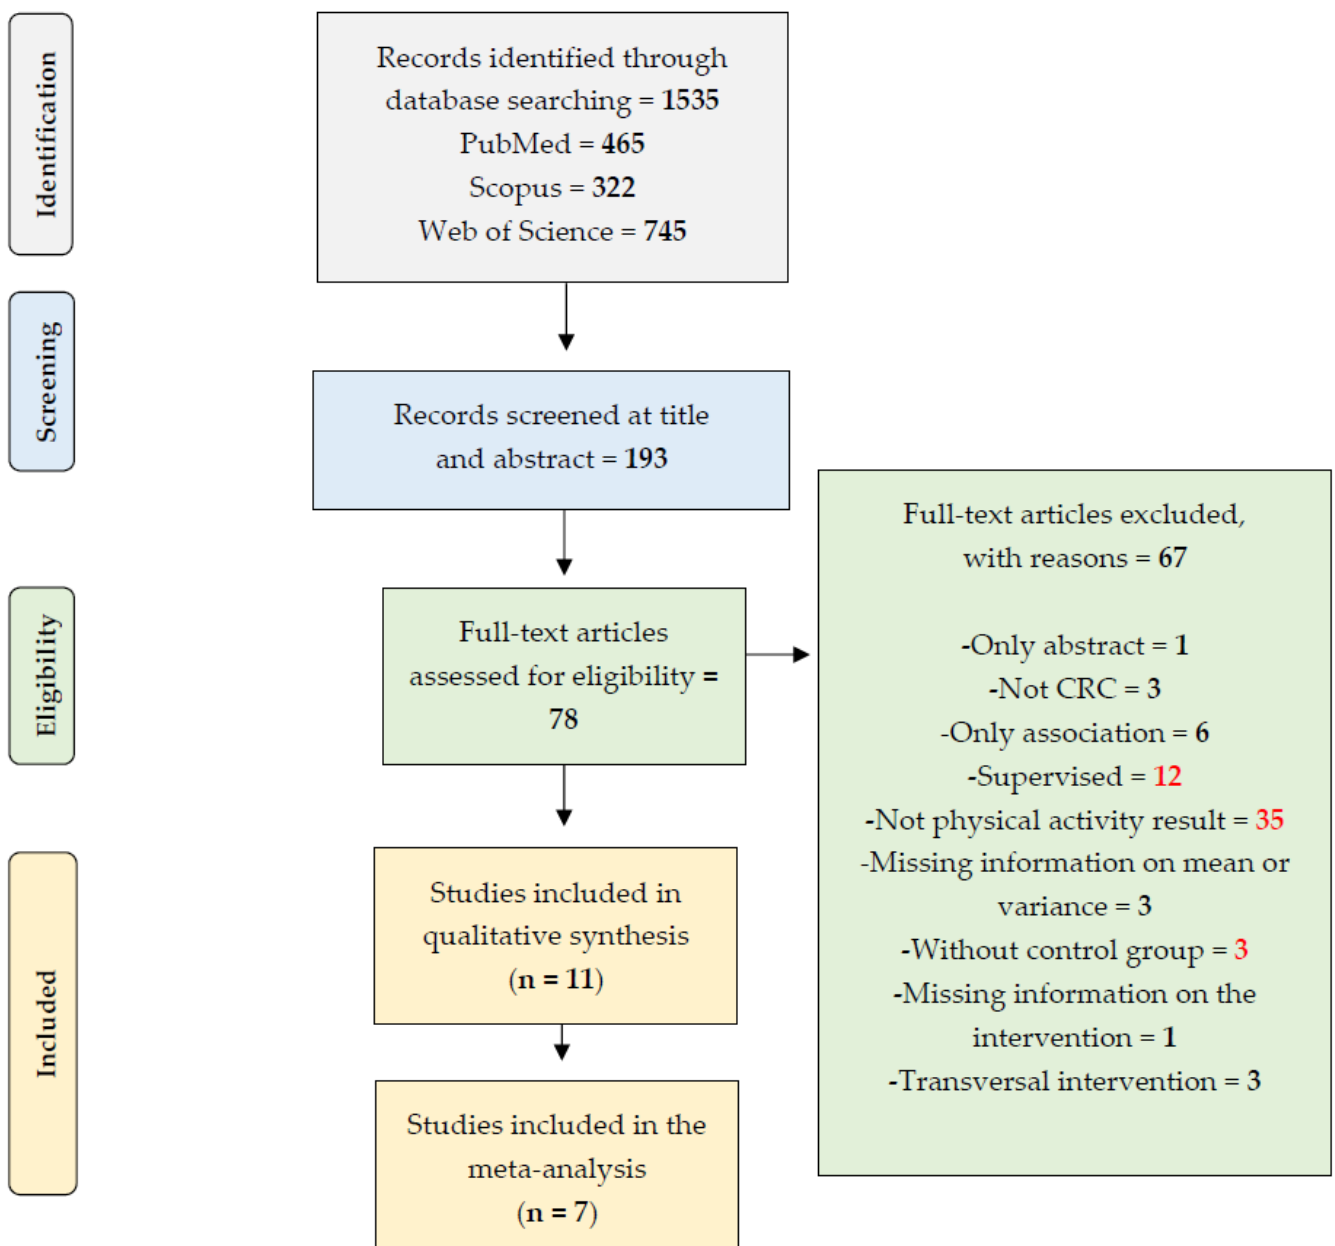 Identification
Records identified through
database searching = 1535
PubMed = 465
Scopus = 322
Web of Science = 745
Screening
Records screened at title
and abstract = 193
Eligibility
Full-text articles
assessed for eligibility =
78
Full-text articles excluded,
with reasons = 67
-Only abstract = 1
-Not CRC = 3
-Only association = 6
-Supervised = 12
-Not physical activity result = 35
-Missing information on mean or
variance = 3
-Without control group = 3
-Missing information on the
intervention = 1
-Transversal intervention = 3
Included
Studies included in
qualitative synthesis
(n = 11)
Studies included in the
meta-analysis
(n = 7)